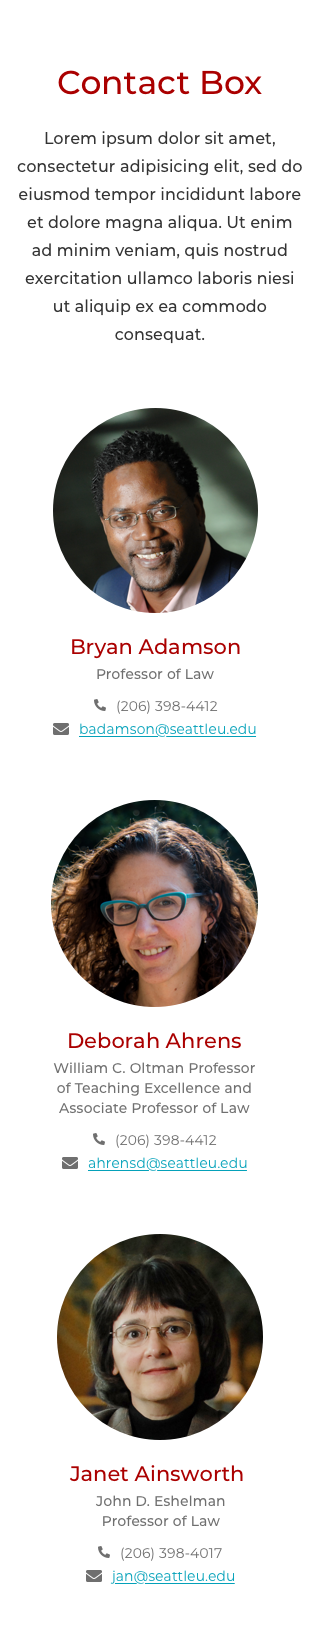 Contact Box
Lorem ipsum dolor sit amet,
consectetur adipisicing elit, sed do
eiusmod tempor incididunt labore
et dolore magna aliqua. Ut enim
ad minim veniam, quis nostrud
exercitation ullamco laboris niesi
ut aliquip ex ea commodo
consequat.
Bryan Adamson
Professor of Law
(206) 398-4412
badamson@seattleu.edu
Deborah Ahrens
William C. Oltman Professor
of Teaching Excellence and
Associate Professor of Law
(206) 398-4412
ahrensd@seattleu.edu
Janet Ainsworth
John D. Eshelman
Professor of Law
(206) 398-4017
jan@seattleu.edu